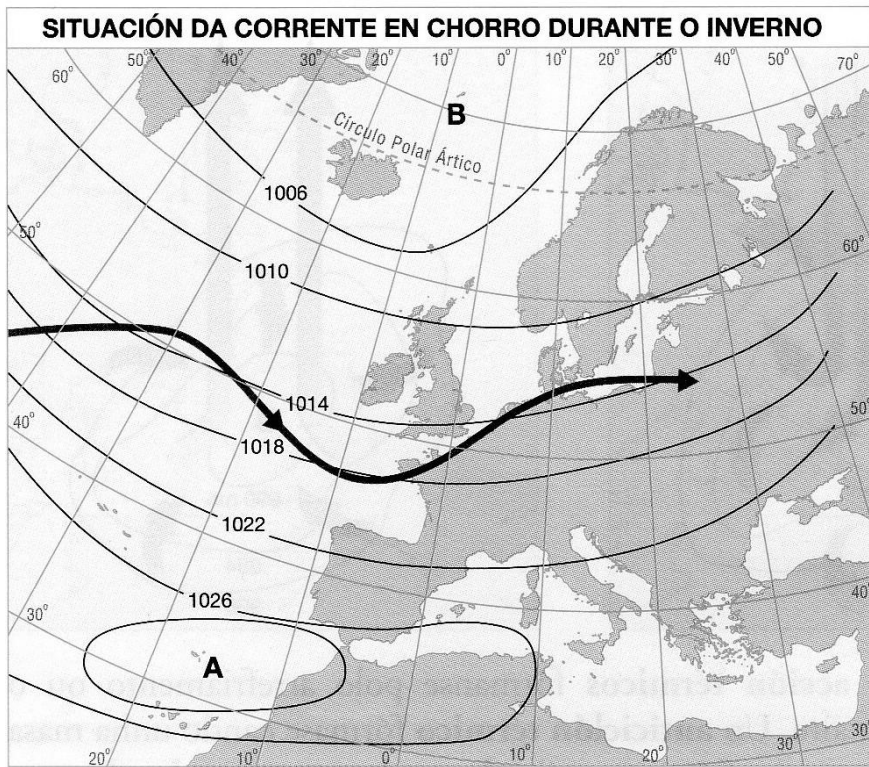 SITUACIÓN DA CORRENTE EN CHORRO DURANTE O INVERNO
50° 40° 30° 20° 10° 0° 10° 20° 30° 40° 50° 70°
60°
B
Círculo Polar Ártico
1006
50°
60°
1010
1014
40°
50°
1018
1022
1026
30°
40°
A
20° 10° 0° 10° 20° 30° 30°